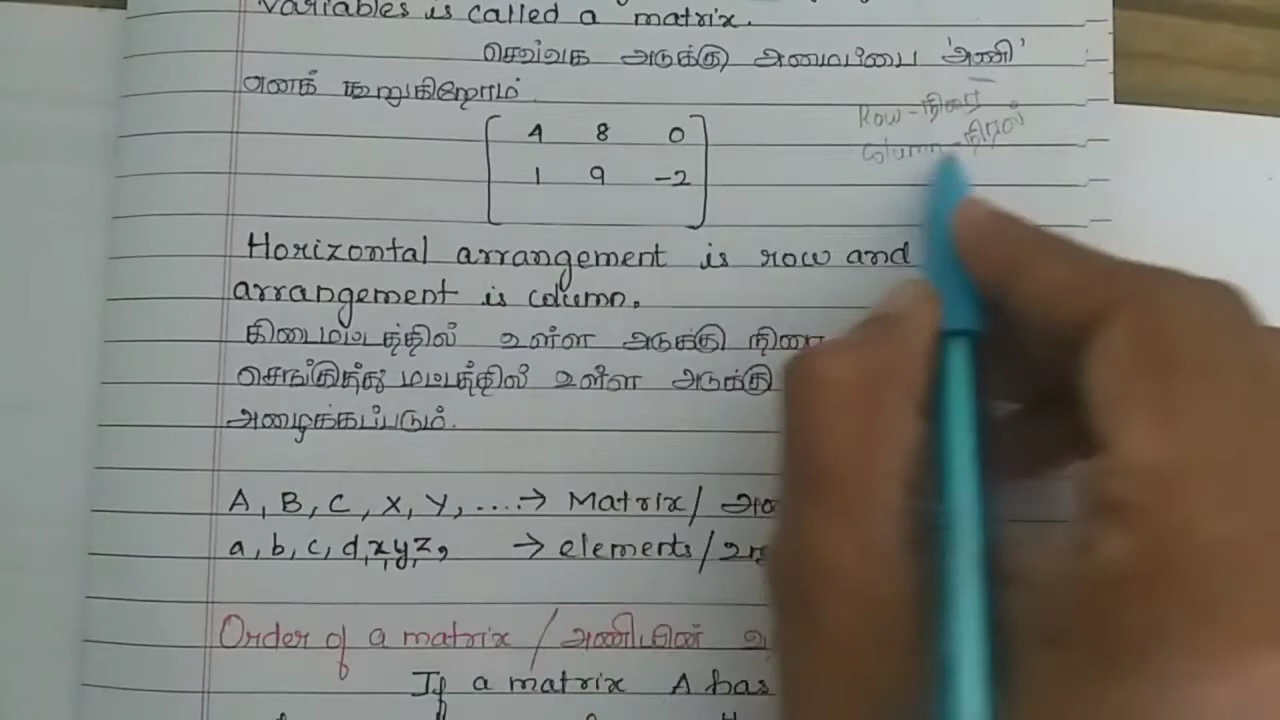 variables is called a matrix.
செவ்வக அடுக்கு அமைப்பை 'அணி'
எனக் கூறுகிறோம்.
Row - நிரை
Column - நிரல்
4 8 0
1 9 -2
Horizontal arrangement is row and
arrangement is column.
கிடைமட்டத்தில் உள்ள அடுக்கு நிரை
செங்குத்து மட்டத்தில் உள்ள அடுக்கு
அழைக்கப்படும்.
A, B, C, X, Y, ....→ Matrix/
a, b, c, d, x, y, z, → elements/
Order of a matrix / அணியின்
If a matrix A has